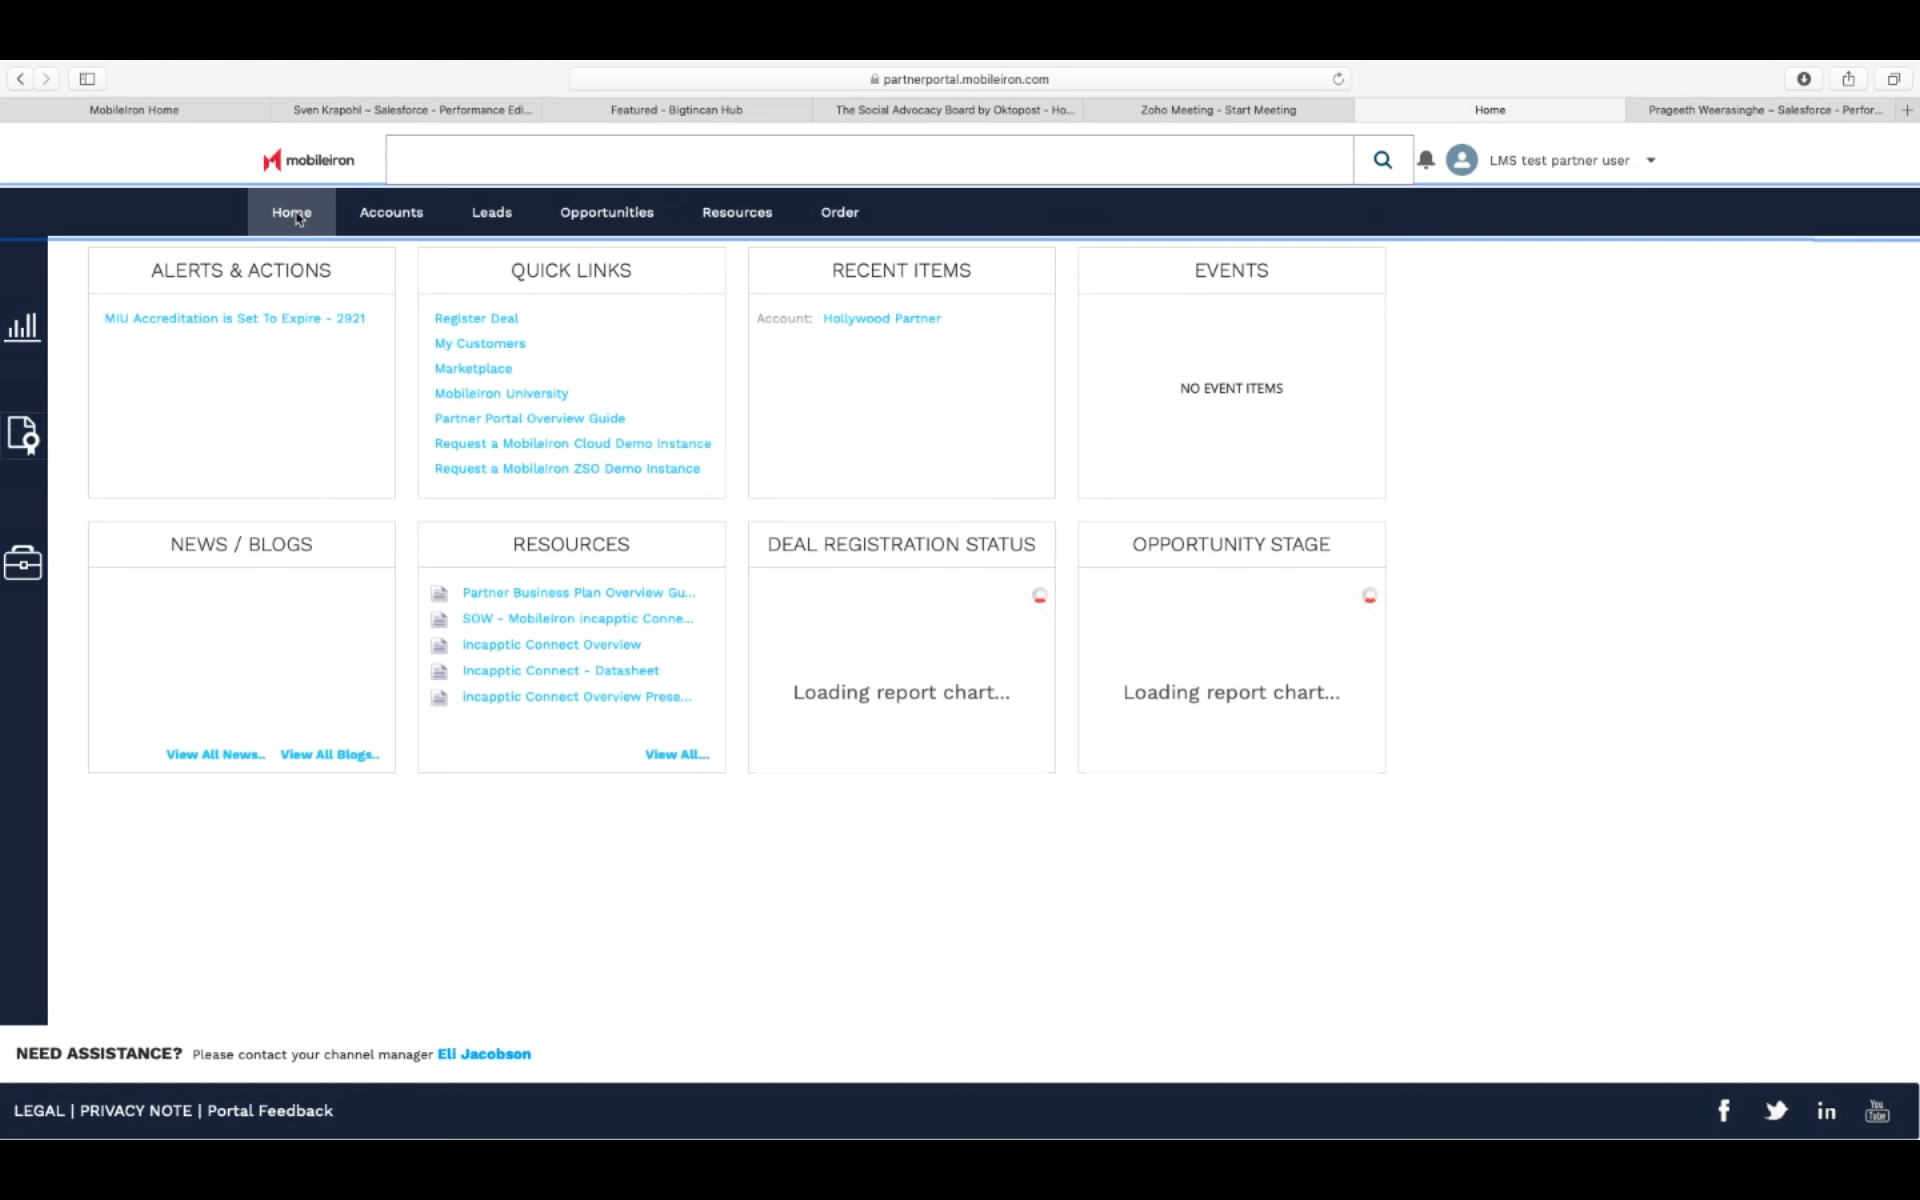 partnerportal.mobileiron.com
MobileIron Home
Sven Krapohl ~ Salesforce - Performance Edi...
Featured - Bigtincan Hub
The Social Advocacy Board by Oktopost - Ho...
Zoho Meeting - Start Meeting
Home
Prageeth Weerasinghe ~ Salesforce - Perfor...
mobileiron
LMS test partner user
Home
Accounts
Leads
Opportunities
Resources
Order
ALERTS & ACTIONS
MIU Accreditation is Set To Expire - 2921
QUICK LINKS
Register Deal
My Customers
Marketplace
MobileIron University
Partner Portal Overview Guide
Request a MobileIron Cloud Demo Instance
Request a MobileIron ZSO Demo Instance
RECENT ITEMS
Account: Hollywood Partner
EVENTS
NO EVENT ITEMS
NEWS / BLOGS
View All News..
View All Blogs..
RESOURCES
Partner Business Plan Overview Gu...
SOW - MobileIron incapptic Conne...
incapptic Connect Overview
Incapptic Connect - Datasheet
incapptic Connect Overview Prese...
View All...
DEAL REGISTRATION STATUS
Loading report chart...
OPPORTUNITY STAGE
Loading report chart...
NEED ASSISTANCE? Please contact your channel manager Eli Jacobson
LEGAL | PRIVACY NOTE | Portal Feedback
You
Tube